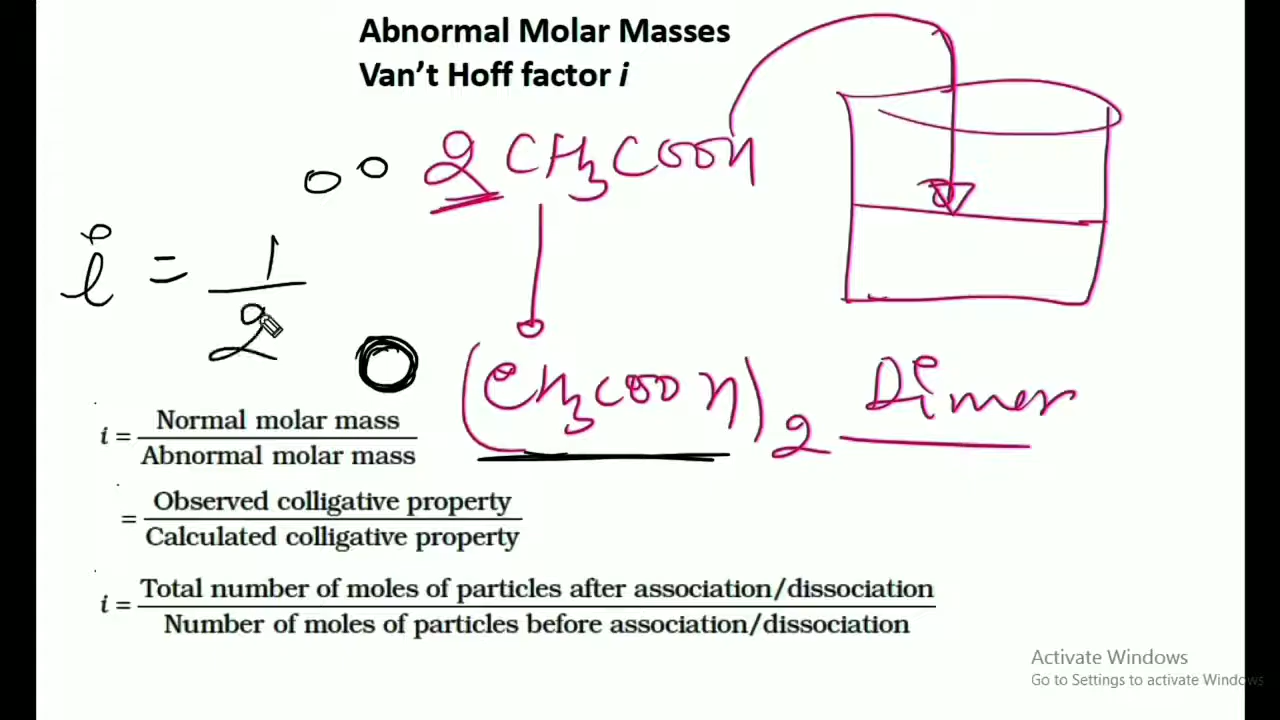 Abnormal Molar Masses
Van't Hoff factor i
2 CH3COOH
i = 1/2
(CH3COOH)2 Dimer
i = Normal molar mass
Abnormal molar mass
= Observed colligative property
Calculated colligative property
i = Total number of moles of particles after association/dissociation
Number of moles of particles before association/dissociation
Activate Windows
Go to Settings to activate Windows